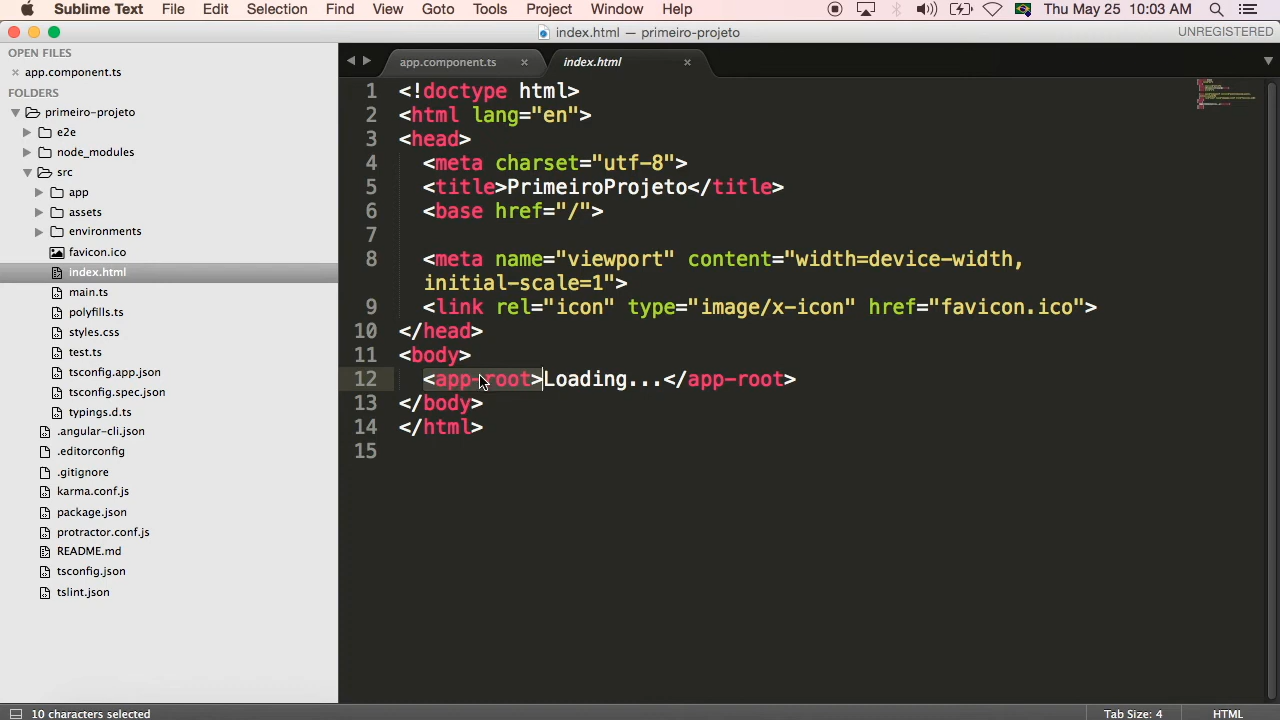 Sublime Text File Edit Selection Find View Goto Tools Project Window Help Thu May 25 10:03 AM
index.html — primeiro-projeto UNREGISTERED
OPEN FILES
app.component.ts
FOLDERS
primeiro-projeto
e2e
node_modules
src
app
assets
environments
favicon.ico
index.html
main.ts
polyfills.ts
styles.css
test.ts
tsconfig.app.json
tsconfig.spec.json
typings.d.ts
.angular-cli.json
.editorconfig
.gitignore
karma.conf.js
package.json
protractor.conf.js
README.md
tsconfig.json
tslint.json
app.component.ts index.html
1 <!doctype html>
2 <html lang="en">
3 <head>
4 <meta charset="utf-8">
5 <title>PrimeiroProjeto</title>
6 <base href="/">
7
8 <meta name="viewport" content="width=device-width,
initial-scale=1">
9 <link rel="icon" type="image/x-icon" href="favicon.ico">
10 </head>
11 <body>
12 <app-root>Loading...</app-root>
13 </body>
14 </html>
15
10 characters selected Tab Size: 4 HTML